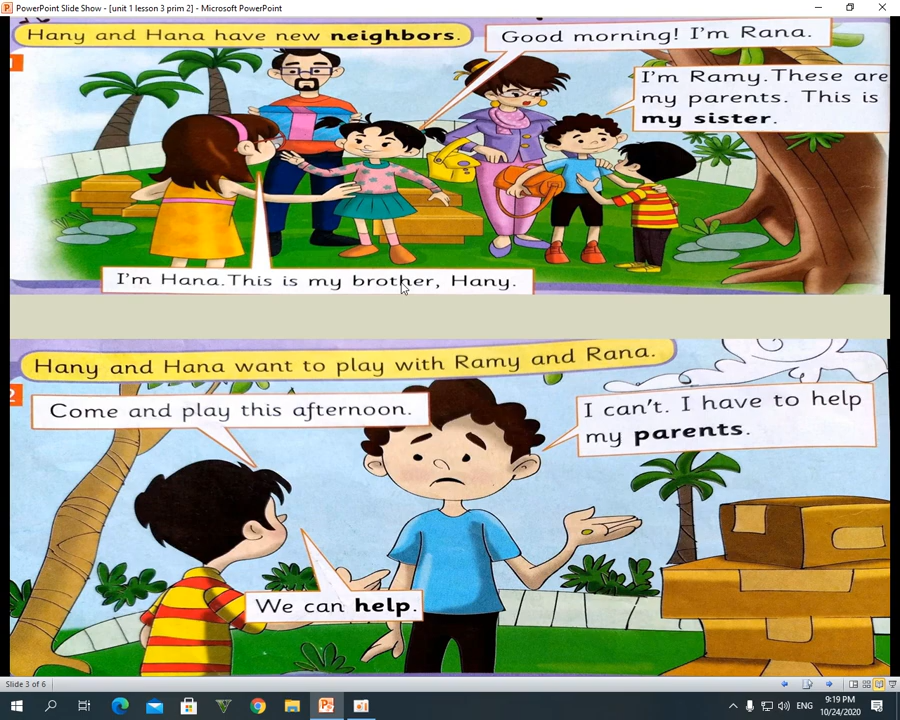 PowerPoint Slide Show - [unit 1 lesson 3 prim 2] - Microsoft PowerPoint
Hany and Hana have new neighbors.
Good morning! I'm Rana.
1
I'm Ramy. These are
my parents. This is
my sister.
I'm Hana. This is my brother, Hany.
Hany and Hana want to play with Ramy and Rana.
2
Come and play this afternoon.
I can't. I have to help
my parents.
We can help.
Slide 3 of 6
ENG
9:19 PM
10/24/2020